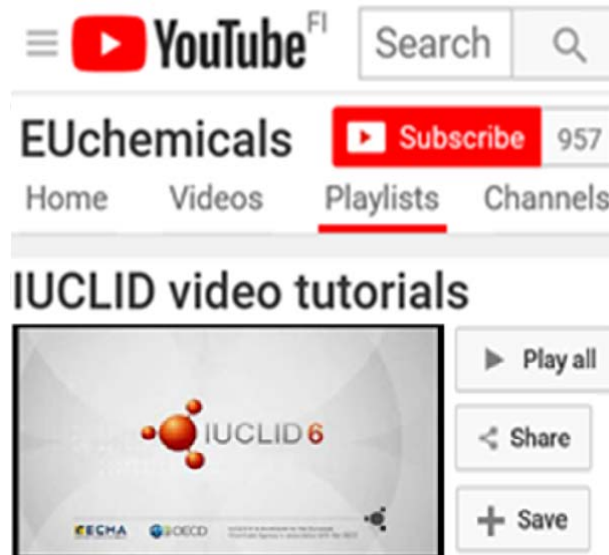 YouTube FI Search
EUchemicals Subscribe 957
Home Videos Playlists Channels
IUCLID video tutorials
Play all
IUCLID 6
Share
ECHA OECD
Save